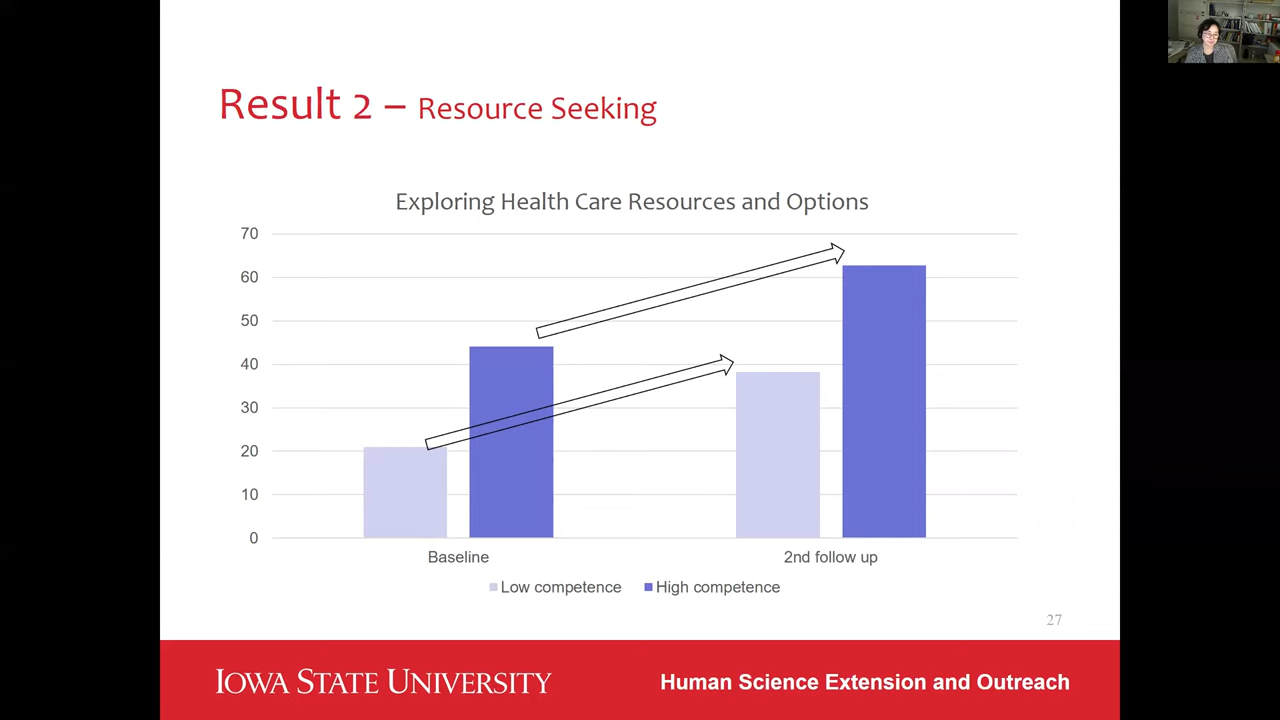 Result 2 – Resource Seeking
Exploring Health Care Resources and Options
70
60
50
40
30
20
10
0
Baseline
2nd follow up
Low competence
High competence
27
IOWA STATE UNIVERSITY
Human Science Extension and Outreach